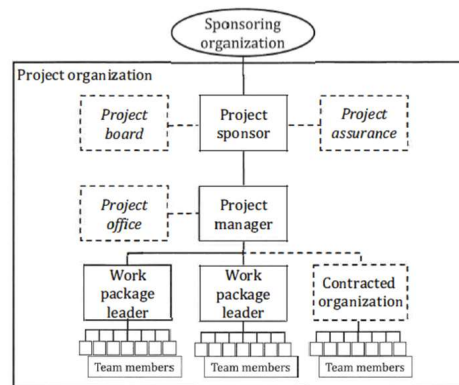 Sponsoring
organization
Project organization
Project
board
Project
sponsor
Project
assurance
Project
office
Project
manager
Work
package
leader
Work
package
leader
Contracted
organization
Team members
Team members
Team members